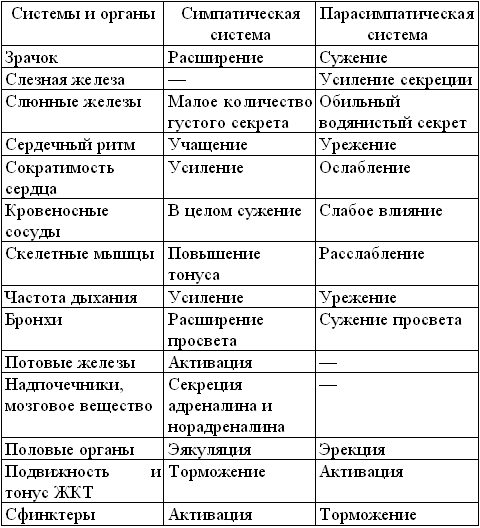 Системы и органы Симпатическая Парасимпатическая
система система
Зрачок Расширение Сужение
Слезная железа — Усиление секреции
Слюнные железы Малое количество Обильный
густого секрета водянистый секрет
Сердечный ритм Учащение Урежение
Сократимость Усиление Ослабление
сердца
Кровеносные В целом сужение Слабое влияние
сосуды
Скелетные мышцы Повышение Расслабление
тонуса
Частота дыхания Усиление Урежение
Бронхи Расширение Сужение просвета
просвета
Потовые железы Активация —
Надпочечники, Секреция —
мозговое вещество адреналина и
норадреналина
Половые органы Эякуляция Эрекция
Подвижность и Торможение Активация
тонус ЖКТ
Сфинктеры Активация Торможение